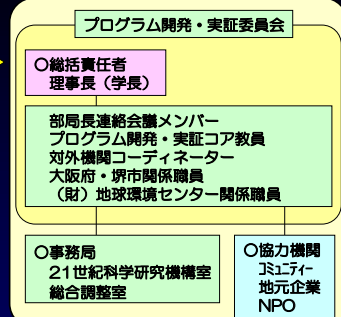 プログラム開発・実証委員会
〇総括責任者
理事長（学長）
部局長連絡会議メンバー
プログラム開発・実証コア教員
対外機関コーディネーター
大阪府・堺市関係職員
（財）地球環境センター関係職員
〇事務局
21世紀科学研究機構室
総合調整室
〇協力機関
ｺﾐｭﾆﾃｨｰ
地元企業
NPO